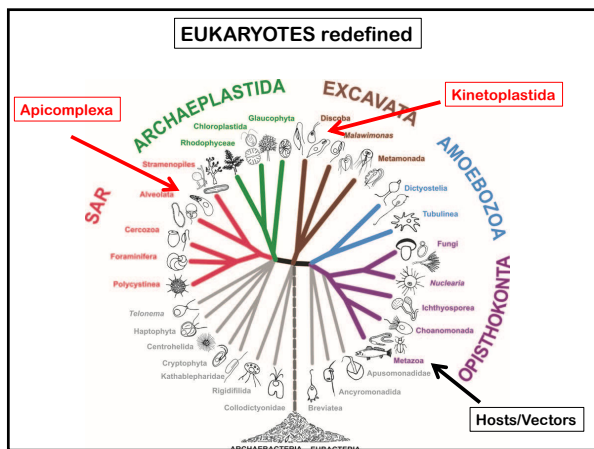 EUKARYOTES redefined
Apicomplexa
Kinetoplastida
ARCHAEPLASTIDA
EXCAVATA
AMOEBOZOA
SAR
OPISTHOKONTA
Glaucophyta
Chloroplastida
Rhodophyceae
Stramenopiles
Alveolata
Cercozoa
Foraminifera
Polycystinea
Telonema
Haptophyta
Centrohelida
Cryptophyta
Kathablepharidae
Rigidifilida
Collodictyonidae
Discoba
Malawimonas
Metamonada
Dictyostelia
Tubulinea
Fungi
Nuclearia
Ichthyosporea
Choanomonada
Metazoa
Apusomonadidae
Ancyromonadida
Breviatea
Hosts/Vectors
ARCHAEBACTERIA EUBACTERIA